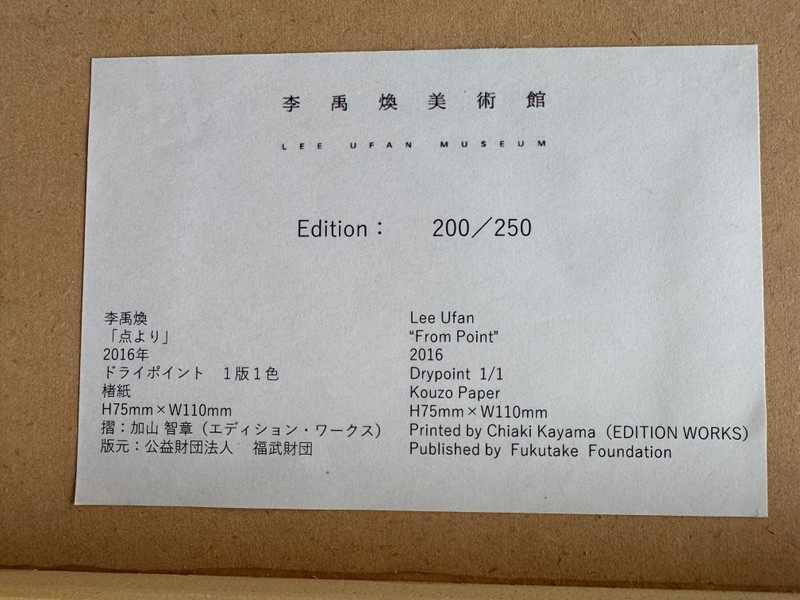 李禹煥美術館
LEE UFAN MUSEUM
Edition： 200／250
李禹煥
「点より」
2016年
ドライポイント　１版１色
楮紙
H75mm×W110mm
摺：加山 智章（エディション・ワークス）
版元：公益財団法人　福武財団
Lee Ufan
“From Point”
2016
Drypoint 1/1
Kouzo Paper
H75mm×W110mm
Printed by Chiaki Kayama（EDITION WORKS）
Published by Fukutake Foundation